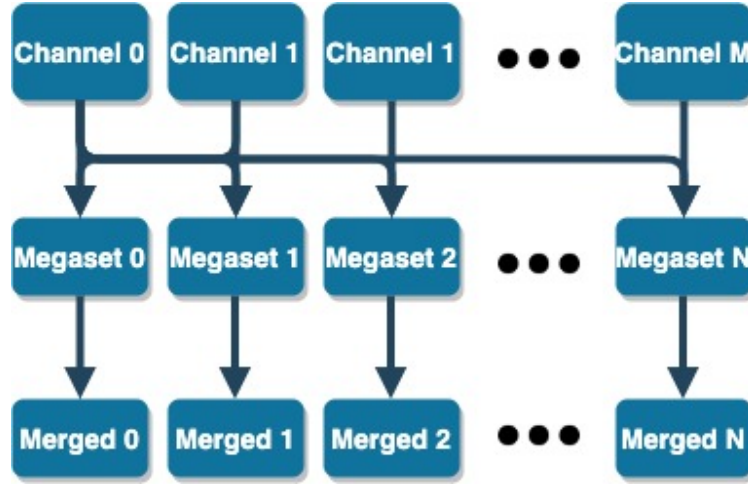 Channel 0 Channel 1 Channel 1 Channel M
Megaset 0 Megaset 1 Megaset 2 Megaset N
Merged 0 Merged 1 Merged 2 Merged N